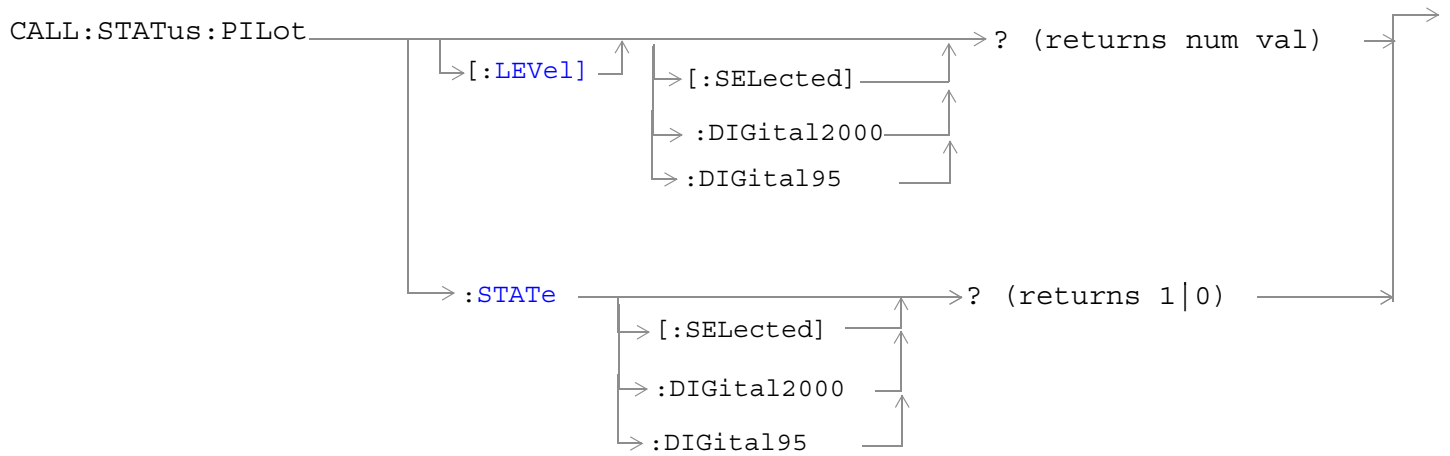 CALL:STATus:PILot
? (returns num val)
[:LEVel]
[:SELected]
:DIGital2000
:DIGital95
:STATe
? (returns 1|0)
[:SELected]
:DIGital2000
:DIGital95